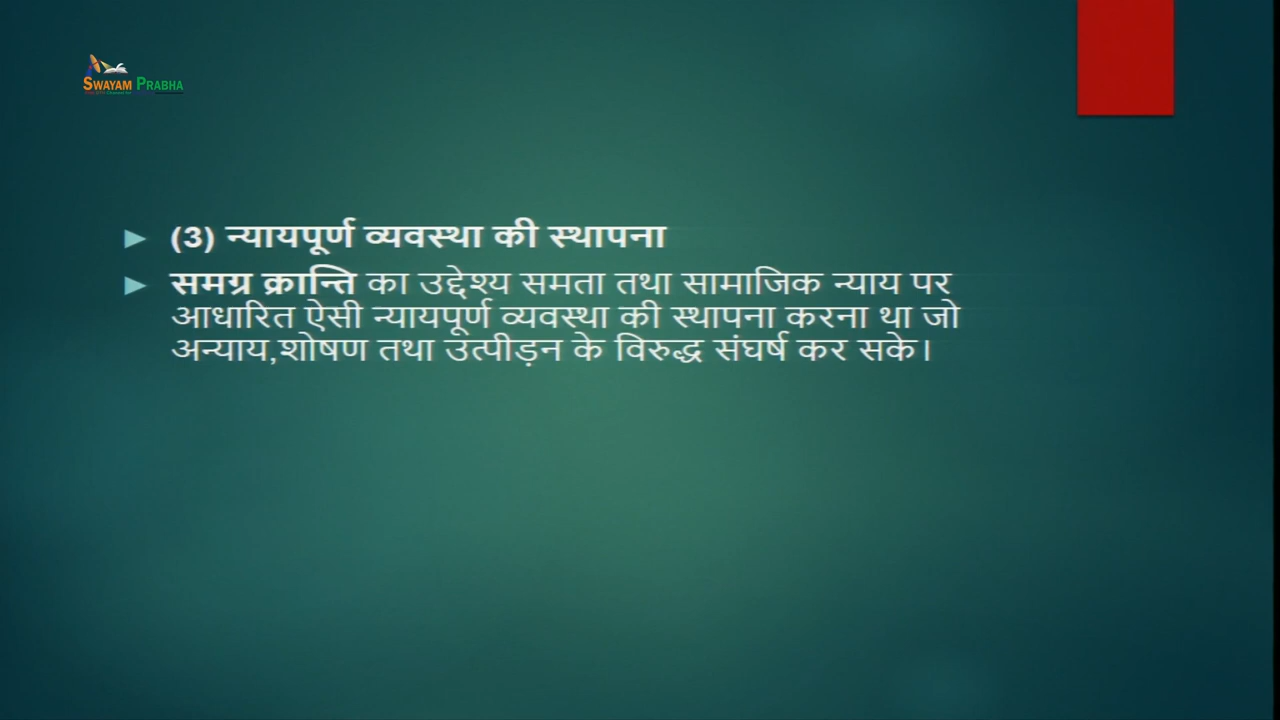 SWAYAM PRABHA
(3) न्यायपूर्ण व्यवस्था की स्थापना
समग्र क्रान्ति का उद्देश्य समता तथा सामाजिक न्याय पर
आधारित ऐसी न्यायपूर्ण व्यवस्था की स्थापना करना था जो
अन्याय,शोषण तथा उत्पीड़न के विरुद्ध संघर्ष कर सके।